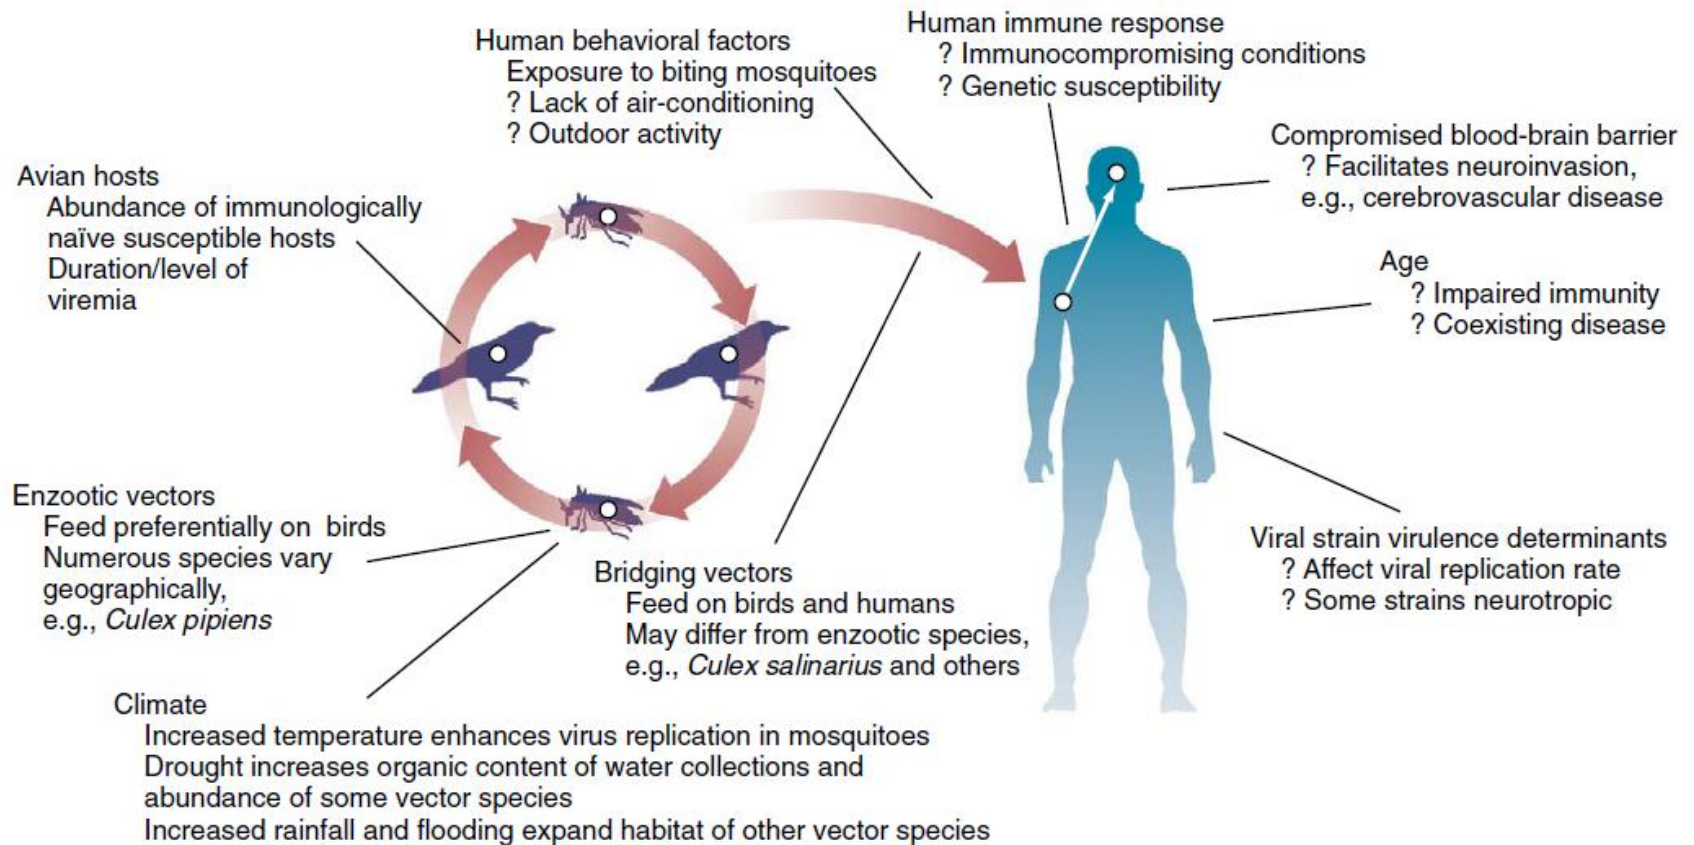 Human behavioral factors
Exposure to biting mosquitoes
? Lack of air-conditioning
? Outdoor activity
Human immune response
? Immunocompromising conditions
? Genetic susceptibility
Compromised blood-brain barrier
? Facilitates neuroinvasion,
e.g., cerebrovascular disease
Avian hosts
Abundance of immunologically
naïve susceptible hosts
Duration/level of
viremia
Age
? Impaired immunity
? Coexisting disease
Enzootic vectors
Feed preferentially on birds
Numerous species vary
geographically,
e.g., Culex pipiens
Bridging vectors
Feed on birds and humans
May differ from enzootic species,
e.g., Culex salinarius and others
Viral strain virulence determinants
? Affect viral replication rate
? Some strains neurotropic
Climate
Increased temperature enhances virus replication in mosquitoes
Drought increases organic content of water collections and
abundance of some vector species
Increased rainfall and flooding expand habitat of other vector species